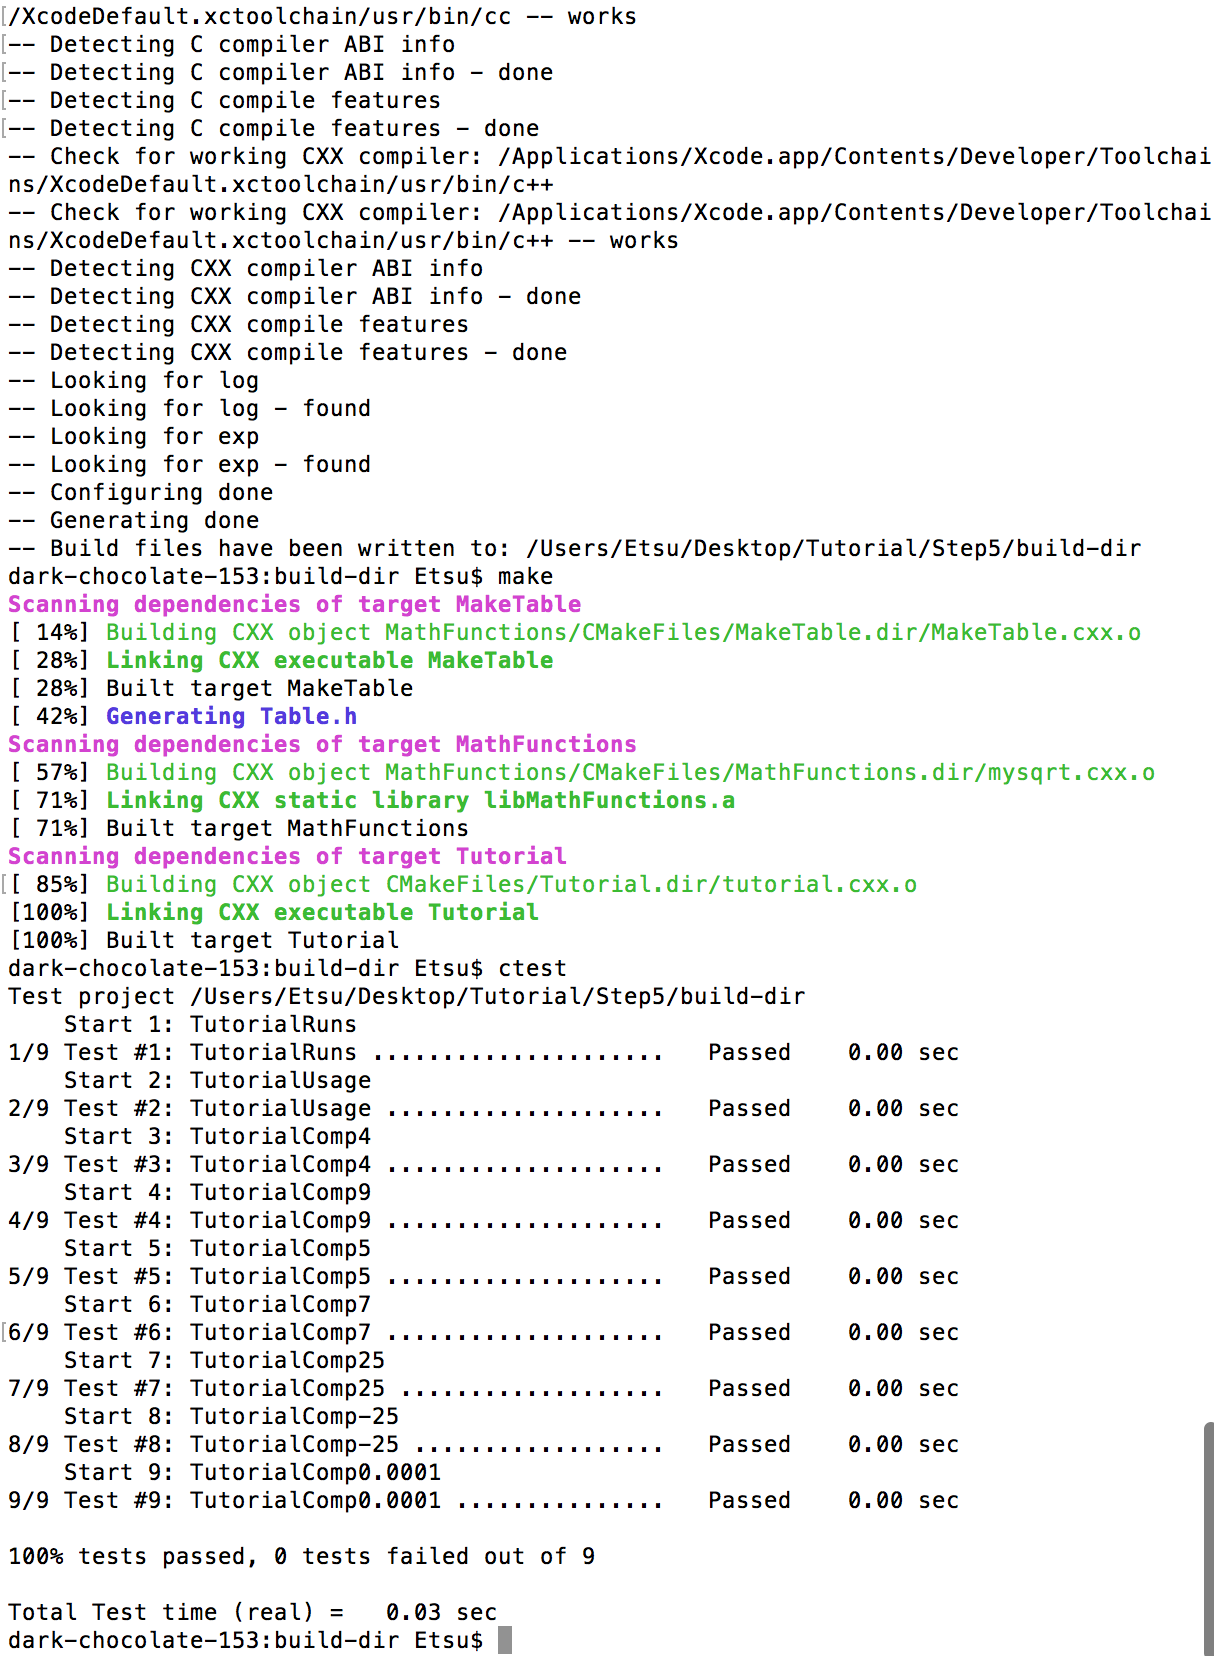 [/XcodeDefault.xctoolchain/usr/bin/cc -- works
[-- Detecting C compiler ABI info
[-- Detecting C compiler ABI info - done
[-- Detecting C compile features
[-- Detecting C compile features - done
-- Check for working CXX compiler: /Applications/Xcode.app/Contents/Developer/Toolchai
ns/XcodeDefault.xctoolchain/usr/bin/c++
-- Check for working CXX compiler: /Applications/Xcode.app/Contents/Developer/Toolchai
ns/XcodeDefault.xctoolchain/usr/bin/c++ -- works
-- Detecting CXX compiler ABI info
-- Detecting CXX compiler ABI info - done
-- Detecting CXX compile features
-- Detecting CXX compile features - done
-- Looking for log
-- Looking for log - found
-- Looking for exp
-- Looking for exp - found
-- Configuring done
-- Generating done
-- Build files have been written to: /Users/Etsu/Desktop/Tutorial/Step5/build-dir
dark-chocolate-153:build-dir Etsu$ make
Scanning dependencies of target MakeTable
[ 14%] Building CXX object MathFunctions/CMakeFiles/MakeTable.dir/MakeTable.cxx.o
[ 28%] Linking CXX executable MakeTable
[ 28%] Built target MakeTable
[ 42%] Generating Table.h
Scanning dependencies of target MathFunctions
[ 57%] Building CXX object MathFunctions/CMakeFiles/MathFunctions.dir/mysqrt.cxx.o
[ 71%] Linking CXX static library libMathFunctions.a
[ 71%] Built target MathFunctions
Scanning dependencies of target Tutorial
[[ 85%] Building CXX object CMakeFiles/Tutorial.dir/tutorial.cxx.o
[100%] Linking CXX executable Tutorial
[100%] Built target Tutorial
dark-chocolate-153:build-dir Etsu$ ctest
Test project /Users/Etsu/Desktop/Tutorial/Step5/build-dir
    Start 1: TutorialRuns
1/9 Test #1: TutorialRuns .....................   Passed    0.00 sec
    Start 2: TutorialUsage
2/9 Test #2: TutorialUsage ....................   Passed    0.00 sec
    Start 3: TutorialComp4
3/9 Test #3: TutorialComp4 ....................   Passed    0.00 sec
    Start 4: TutorialComp9
4/9 Test #4: TutorialComp9 ....................   Passed    0.00 sec
    Start 5: TutorialComp5
5/9 Test #5: TutorialComp5 ....................   Passed    0.00 sec
    Start 6: TutorialComp7
[6/9 Test #6: TutorialComp7 ....................   Passed    0.00 sec
    Start 7: TutorialComp25
7/9 Test #7: TutorialComp25 ...................   Passed    0.00 sec
    Start 8: TutorialComp-25
8/9 Test #8: TutorialComp-25 ..................   Passed    0.00 sec
    Start 9: TutorialComp0.0001
9/9 Test #9: TutorialComp0.0001 ...............   Passed    0.00 sec

100% tests passed, 0 tests failed out of 9

Total Test time (real) =   0.03 sec
dark-chocolate-153:build-dir Etsu$